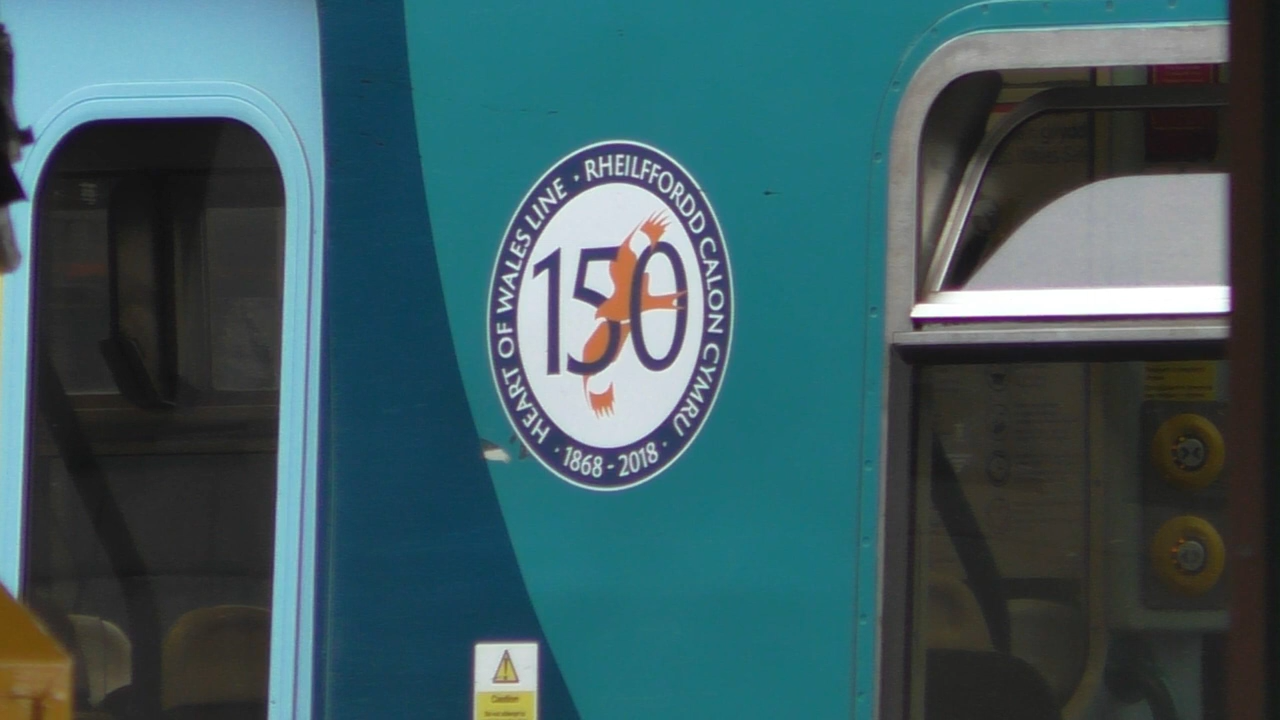 HEART OF WALES LINE · RHEILFFORDD CALON CYMRU
150
· 1868 - 2018 ·
Caution